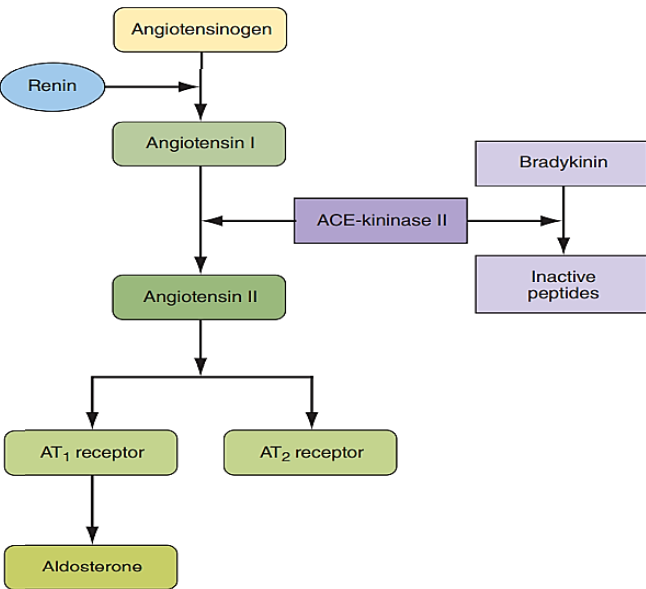 Angiotensinogen
Renin
Angiotensin I
Bradykinin
ACE-kininase II
Inactive
peptides
Angiotensin II
AT₁ receptor
AT₂ receptor
Aldosterone